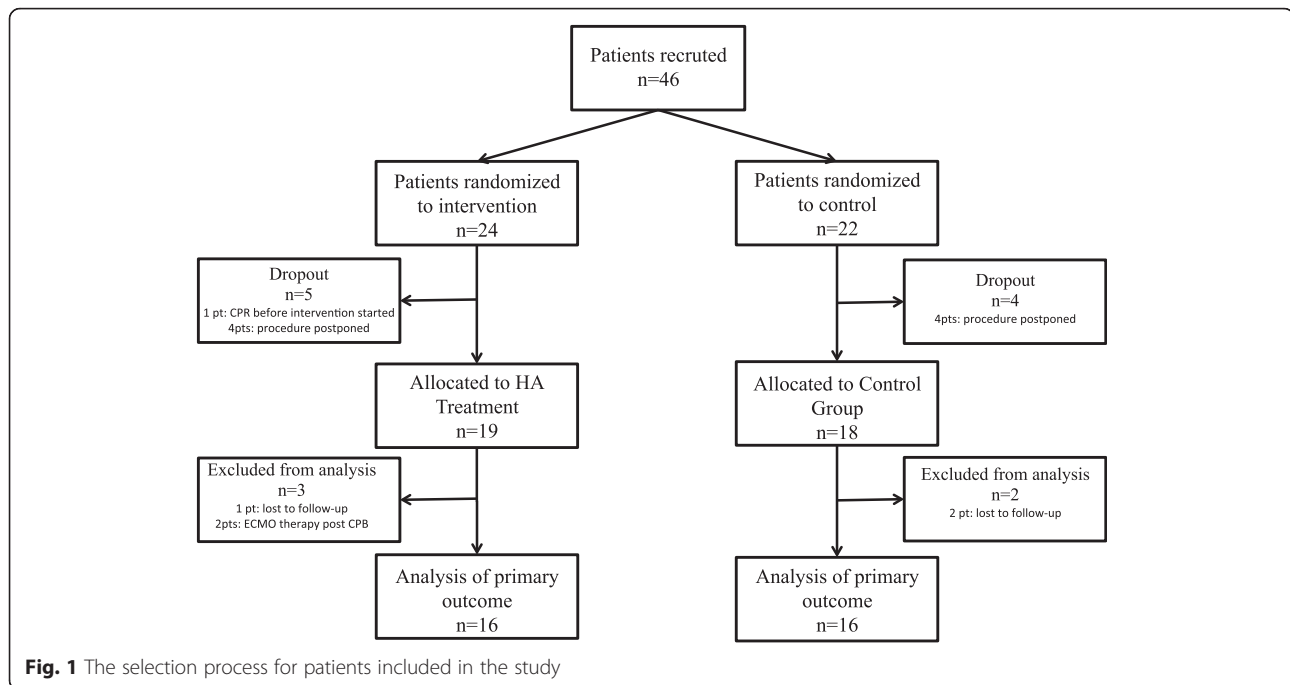 Patients recruted
n=46
Patients randomized
to intervention
n=24
Patients randomized
to control
n=22
Dropout
n=5
1 pt: CPR before intervention started
4pts: procedure postponed
Dropout
n=4
4pts: procedure postponed
Allocated to HA
Treatment
n=19
Allocated to Control
Group
n=18
Excluded from analysis
n=3
1 pt: lost to follow-up
2pts: ECMO therapy post CPB
Excluded from analysis
n=2
2 pt: lost to follow-up
Analysis of primary
outcome
n=16
Analysis of primary
outcome
n=16
Fig. 1 The selection process for patients included in the study